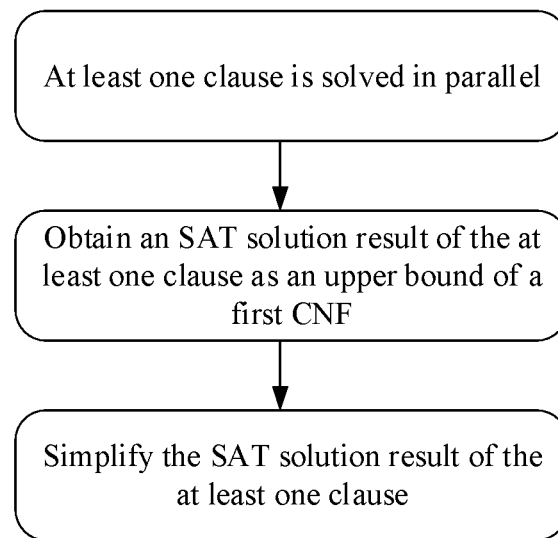 At least one clause is solved in parallel
Obtain an SAT solution result of the at
least one clause as an upper bound of a
first CNF
Simplify the SAT solution result of the
at least one clause